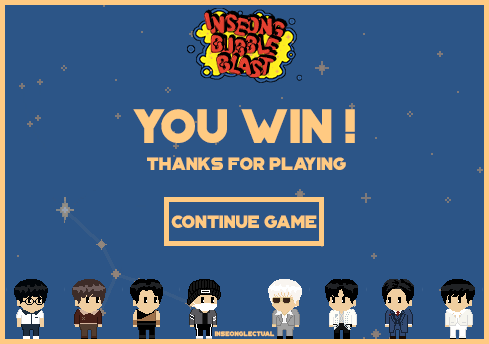 INSEONG
BUBBLE
BLAST
YOU WIN !
THANKS FOR PLAYING
CONTINUE GAME
INSEONGLECTUAL